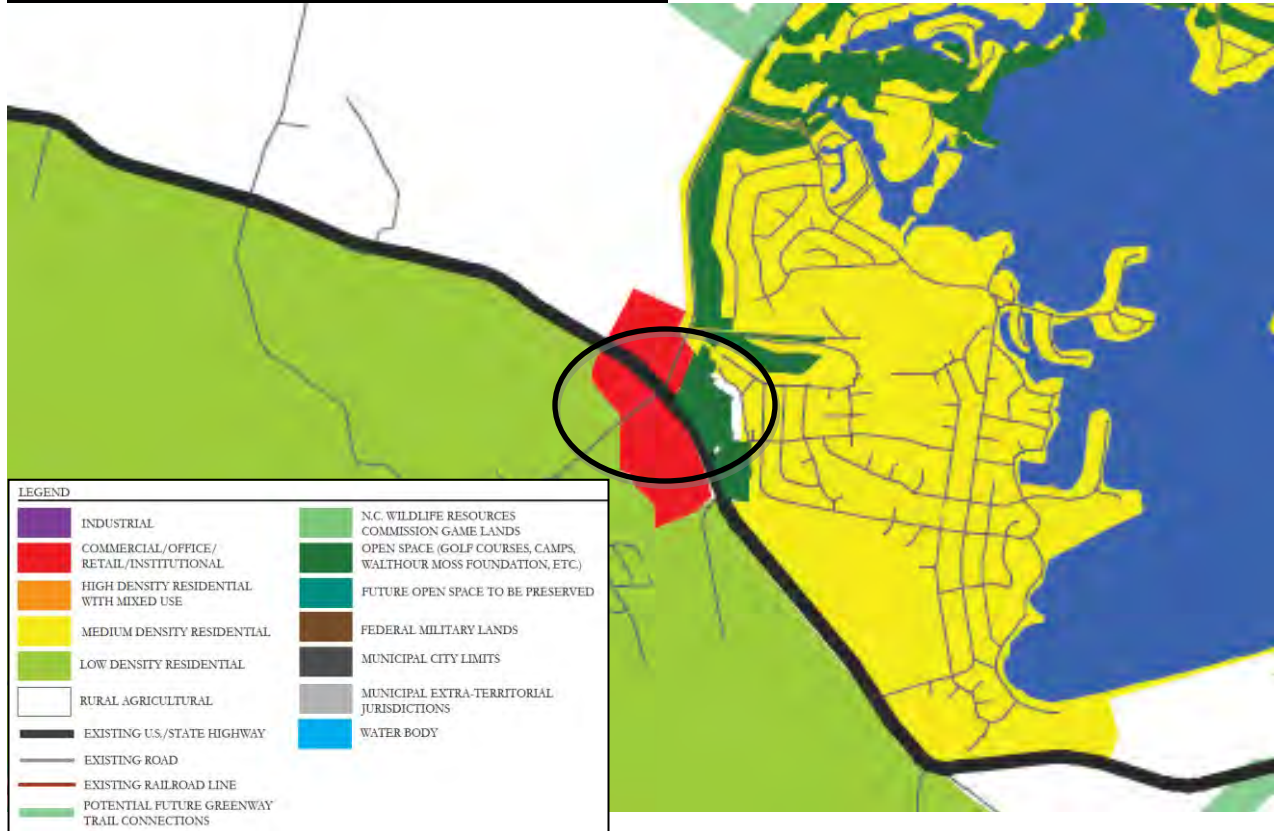 LEGEND
INDUSTRIAL
COMMERCIAL/OFFICE/
RETAIL/INSTITUTIONAL
HIGH DENSITY RESIDENTIAL
WITH MIXED USE
MEDIUM DENSITY RESIDENTIAL
LOW DENSITY RESIDENTIAL
RURAL AGRICULTURAL
EXISTING U.S./STATE HIGHWAY
EXISTING ROAD
EXISTING RAILROAD LINE
POTENTIAL FUTURE GREENWAY
TRAIL CONNECTIONS
N.C. WILDLIFE RESOURCES
COMMISSION GAME LANDS
OPEN SPACE (GOLF COURSES, CAMPS,
WALTHOUR MOSS FOUNDATION, ETC.)
FUTURE OPEN SPACE TO BE PRESERVED
FEDERAL MILITARY LANDS
MUNICIPAL CITY LIMITS
MUNICIPAL EXTRA-TERRITORIAL
JURISDICTIONS
WATER BODY